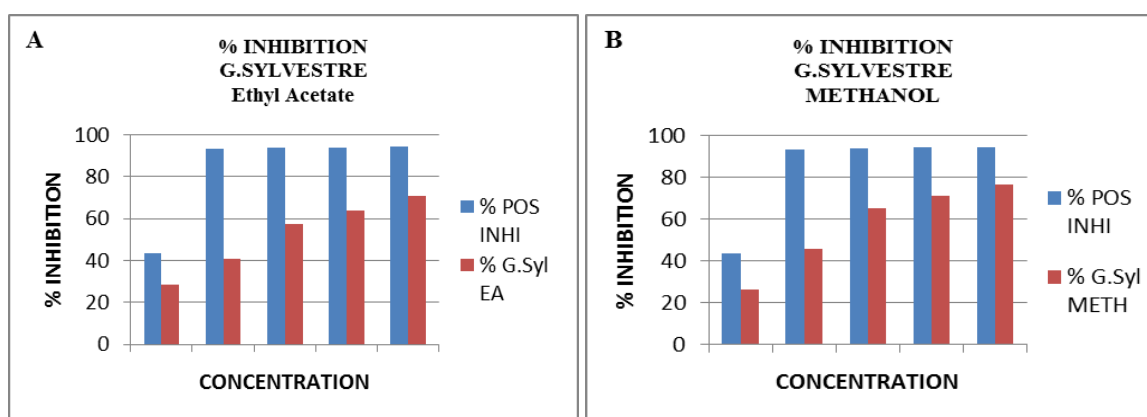 A
% INHIBITION
G.SYLVESTRE
Ethyl Acetate
100
80
60
40
20
0
% INHIBITION
CONCENTRATION
% POS
INHI
% G.Syl
EA
B
% INHIBITION
G.SYLVESTRE
METHANOL
100
80
60
40
20
0
% INHIBITION
CONCENTRATION
% POS
INHI
% G.Syl
METH